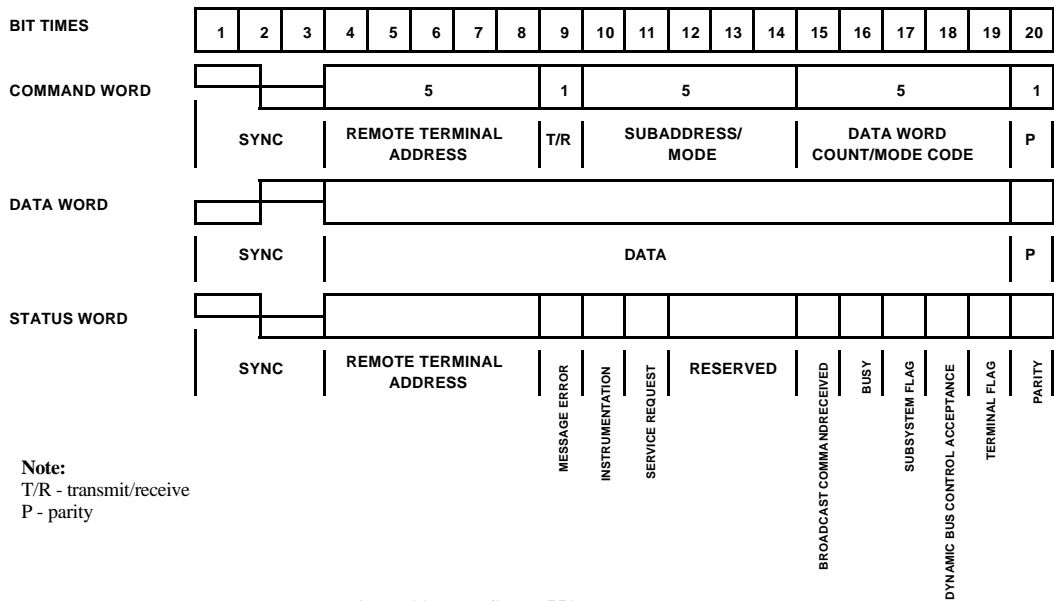 BIT TIMES 1 2 3 4 5 6 7 8 9 10 11 12 13 14 15 16 17 18 19 20
COMMAND WORD 5 1 5 5 1
SYNC REMOTE TERMINAL ADDRESS T/R SUBADDRESS/ MODE DATA WORD COUNT/MODE CODE P
DATA WORD
SYNC DATA P
STATUS WORD
SYNC REMOTE TERMINAL ADDRESS
MESSAGE ERROR
INSTRUMENTATION
SERVICE REQUEST
RESERVED
BROADCAST COMMANDRECEIVED
BUSY
SUBSYSTEM FLAG
DYNAMIC BUS CONTROL ACCEPTANCE
TERMINAL FLAG
PARITY
Note:
T/R - transmit/receive
P - parity